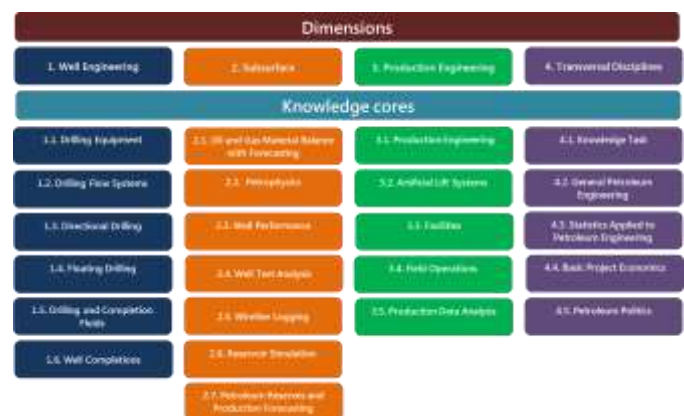 Dimensions
1. Well Engineering
2. Subsurface
3. Production Engineering
4. Transversal Disciplines
Knowledge cores
1.1. Drilling Equipment
2.1. Oil and Gas Material Balance
with Forecasting
3.1. Production Engineering
4.1. Knowledge Task
1.2. Drilling Flow Systems
2.2. Petrophysics
3.2. Artificial Lift Systems
4.2. General Petroleum
Engineering
1.3. Directional Drilling
2.3. Well Performance
3.3. Facilities
4.3. Statistics Applied to
Petroleum Engineering
1.4. Floating Drilling
2.4. Well Test Analysis
3.4. Field Operations
4.4. Basic Project Economics
1.5. Drilling and Completion
Fluids
2.5. Wireline Logging
3.5. Production Data Analysis
4.5. Petroleum Politics
1.6. Well Completions
2.6. Reservoir Simulation
2.7. Petroleum Reserves and
Production Forecasting